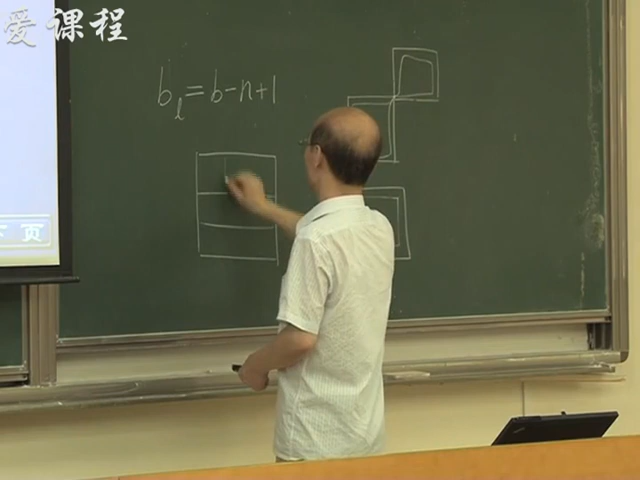 爱课程
b_l = b-n+1
下页